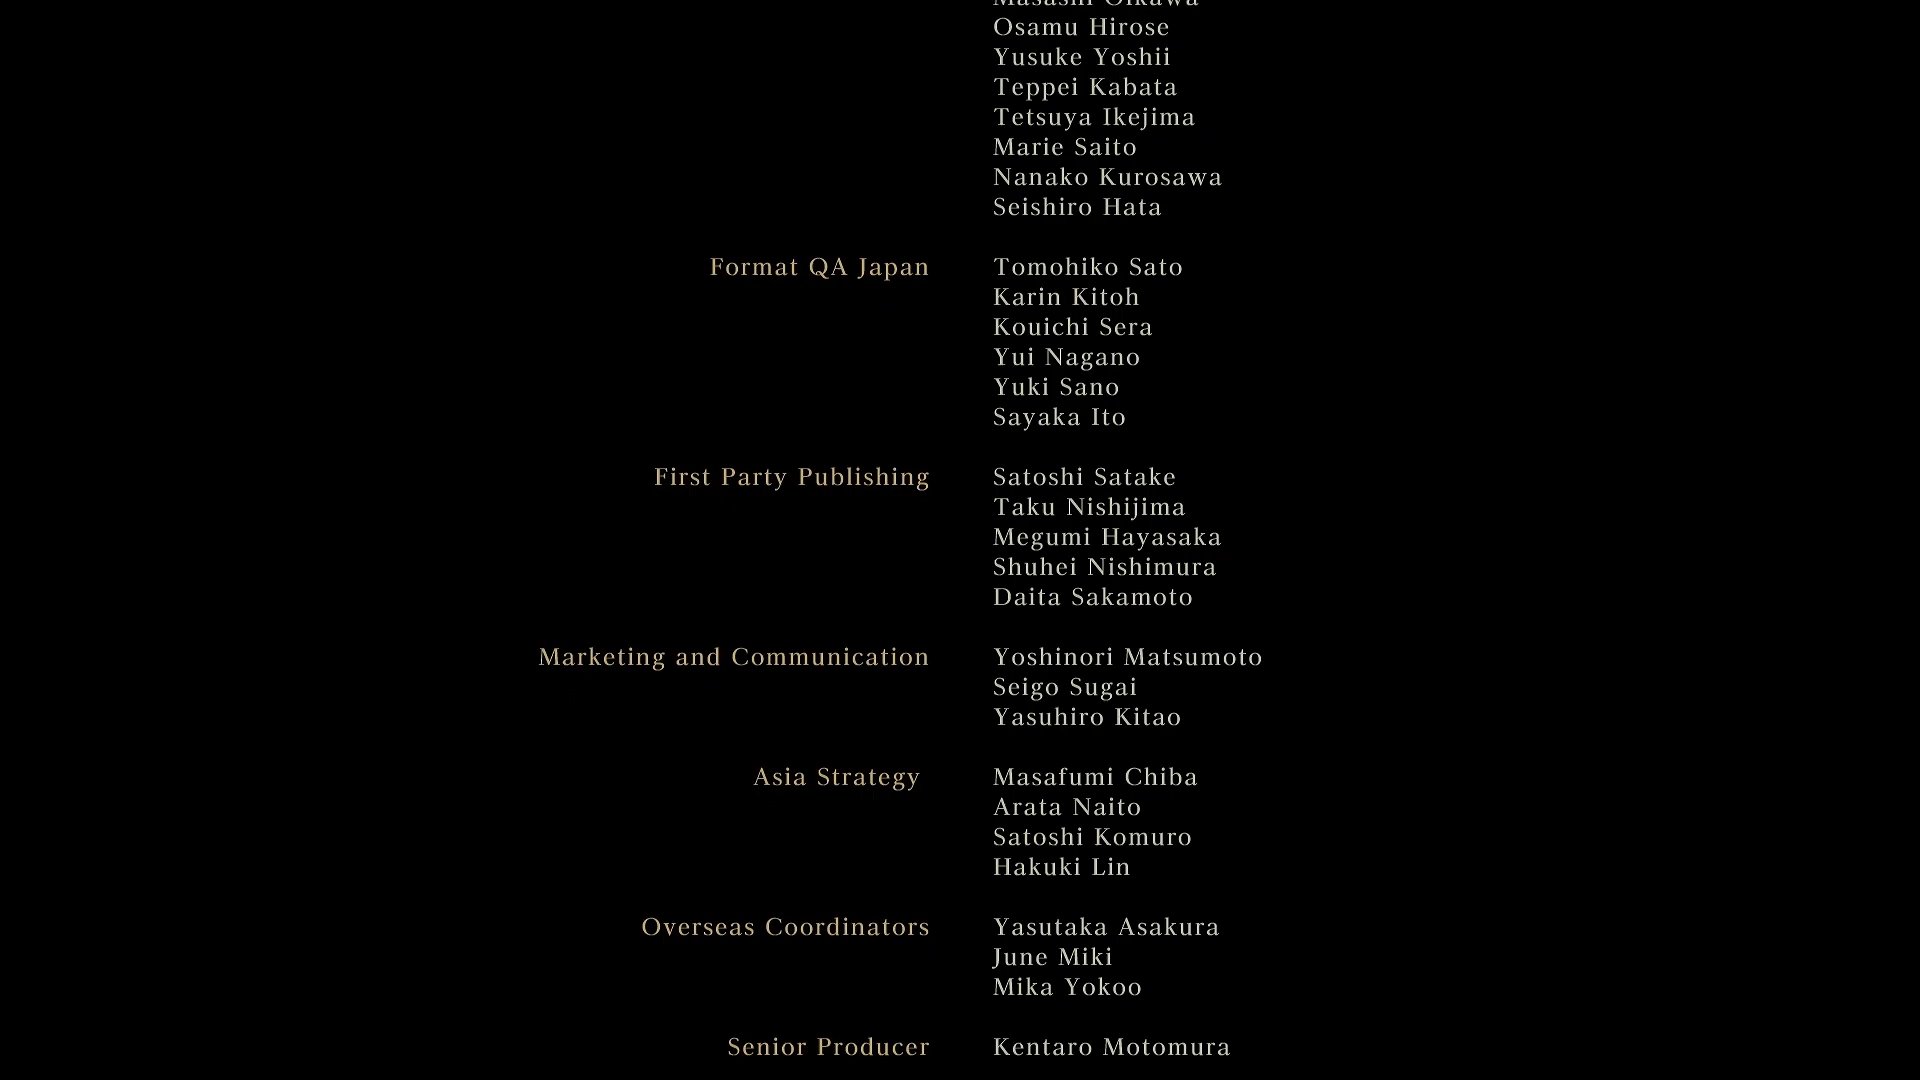 Osamu Hirose
Yusuke Yoshii
Teppei Kabata
Tetsuya Ikejima
Marie Saito
Nanako Kurosawa
Seishiro Hata
Format QA Japan Tomohiko Sato
Karin Kitoh
Kouichi Sera
Yui Nagano
Yuki Sano
Sayaka Ito
First Party Publishing Satoshi Satake
Taku Nishijima
Megumi Hayasaka
Shuhei Nishimura
Daita Sakamoto
Marketing and Communication Yoshinori Matsumoto
Seigo Sugai
Yasuhiro Kitao
Asia Strategy Masafumi Chiba
Arata Naito
Satoshi Komuro
Hakuki Lin
Overseas Coordinators Yasutaka Asakura
June Miki
Mika Yokoo
Senior Producer Kentaro Motomura